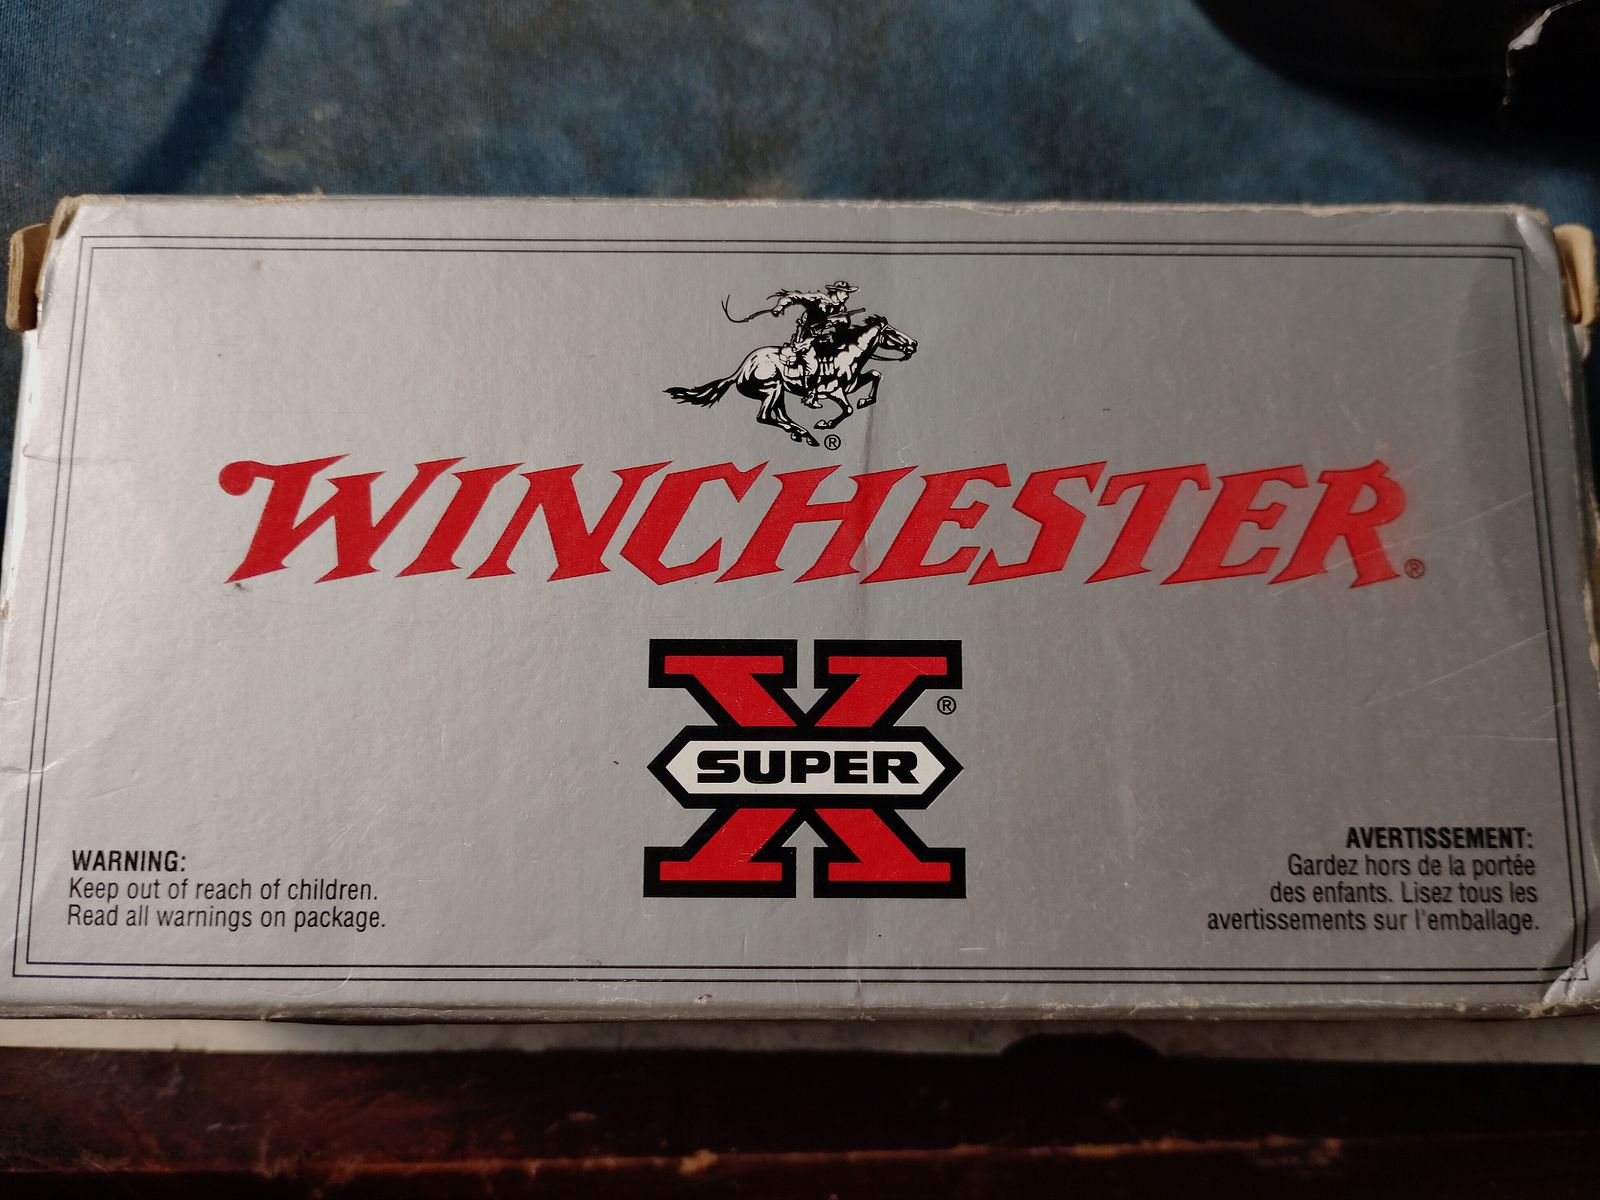 ®
WINCHESTER®
X®
SUPER
WARNING:
Keep out of reach of children.
Read all warnings on package.
AVERTISSEMENT:
Gardez hors de la portée
des enfants. Lisez tous les
avertissements sur l'emballage.